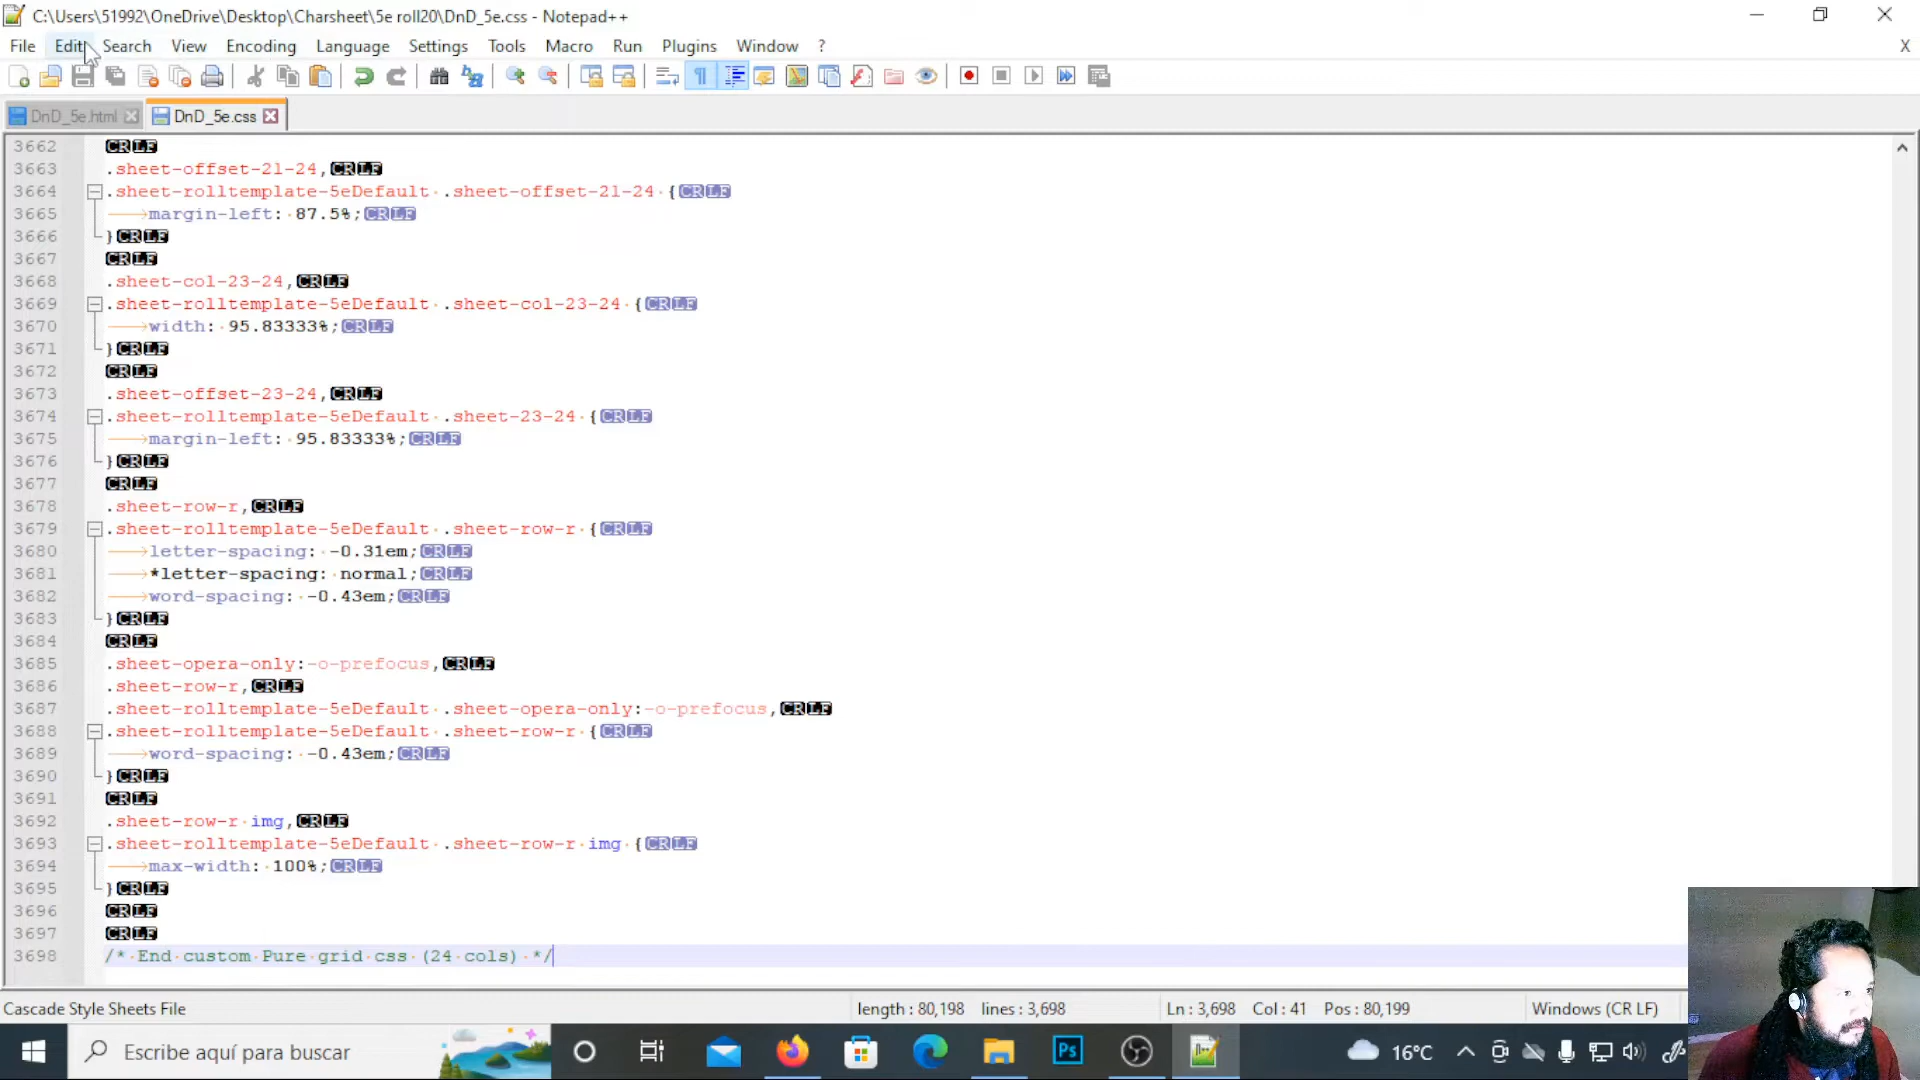 C:\Users\51992\OneDrive\Desktop\Charsheet\5e roll20\DnD_5e.css - Notepad++
File Edit Search View Encoding Language Settings Tools Macro Run Plugins Window ? X
DnD_5e.html DnD_5e.css
3662 CRLF
3663 .sheet-offset-21-24,CRLF
3664 .sheet-rolltemplate-5eDefault .sheet-offset-21-24 {CRLF
3665 margin-left: 87.5%;CRLF
3666 }CRLF
3667 CRLF
3668 .sheet-col-23-24,CRLF
3669 .sheet-rolltemplate-5eDefault .sheet-col-23-24 {CRLF
3670 width: 95.83333%;CRLF
3671 }CRLF
3672 CRLF
3673 .sheet-offset-23-24,CRLF
3674 .sheet-rolltemplate-5eDefault .sheet-23-24 {CRLF
3675 margin-left: 95.83333%;CRLF
3676 }CRLF
3677 CRLF
3678 .sheet-row-r,CRLF
3679 .sheet-rolltemplate-5eDefault .sheet-row-r {CRLF
3680 letter-spacing: -0.31em;CRLF
3681 *letter-spacing: normal;CRLF
3682 word-spacing: -0.43em;CRLF
3683 }CRLF
3684 CRLF
3685 .sheet-opera-only:-o-prefocus,CRLF
3686 .sheet-row-r,CRLF
3687 .sheet-rolltemplate-5eDefault .sheet-opera-only:-o-prefocus,CRLF
3688 .sheet-rolltemplate-5eDefault .sheet-row-r {CRLF
3689 word-spacing: -0.43em;CRLF
3690 }CRLF
3691 CRLF
3692 .sheet-row-r img,CRLF
3693 .sheet-rolltemplate-5eDefault .sheet-row-r img {CRLF
3694 max-width: 100%;CRLF
3695 }CRLF
3696 CRLF
3697 CRLF
3698 /* End custom Pure grid css (24 cols) */
Cascade Style Sheets File length : 80,198 lines : 3,698 Ln : 3,698 Col : 41 Pos : 80,199 Windows (CR LF)
Escribe aquí para buscar Ps 16°C